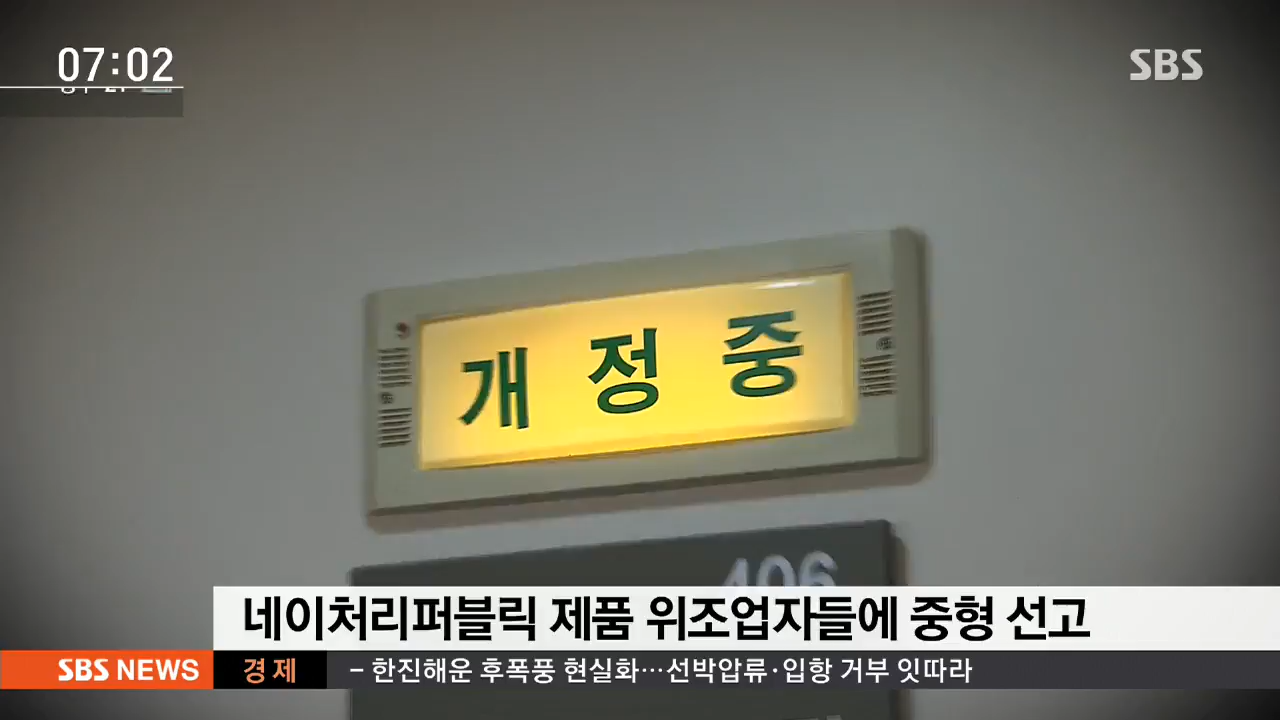 07:02
SBS
개정중
406
네이처리퍼블릭 제품 위조업자들에 중형 선고
SBS NEWS 경제 - 한진해운 후폭풍 현실화…선박압류·입항 거부 잇따라